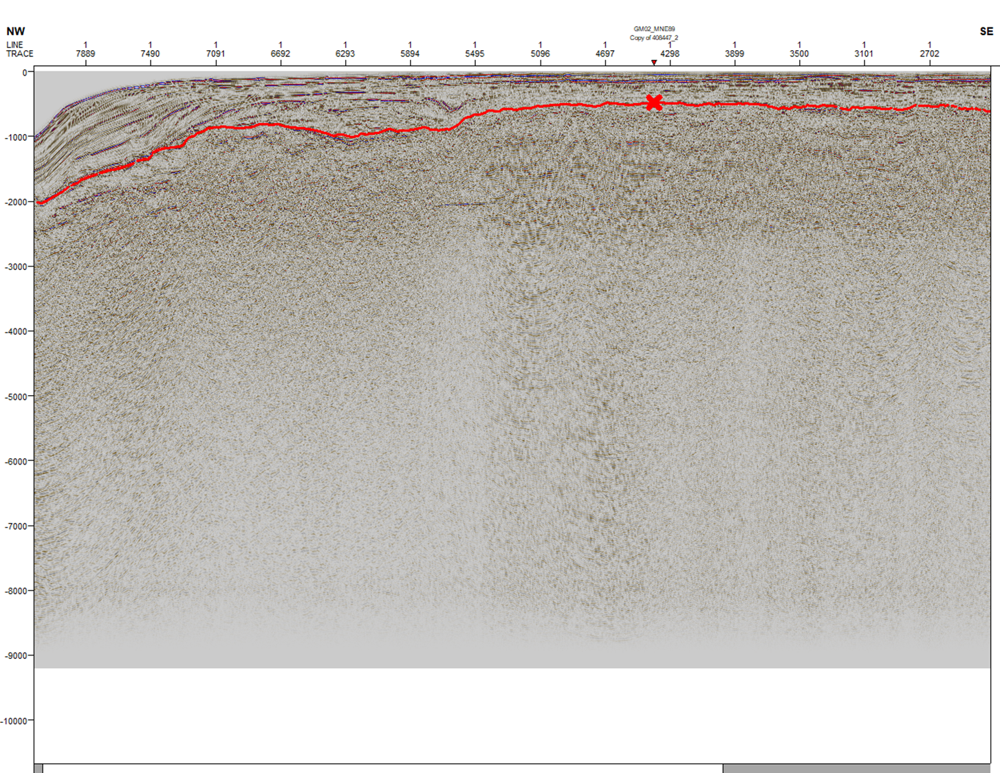 GM02_MNE89
NW SE
Copy of 408447_2
LINE 1 1 1 1 1 1 1 1 1 1 1 1 1 1
TRACE 7889 7490 7091 6692 6293 5894 5495 5096 4697 4298 3899 3500 3101 2702
0
-1000
-2000
-3000
-4000
-5000
-6000
-7000
-8000
-9000
-10000